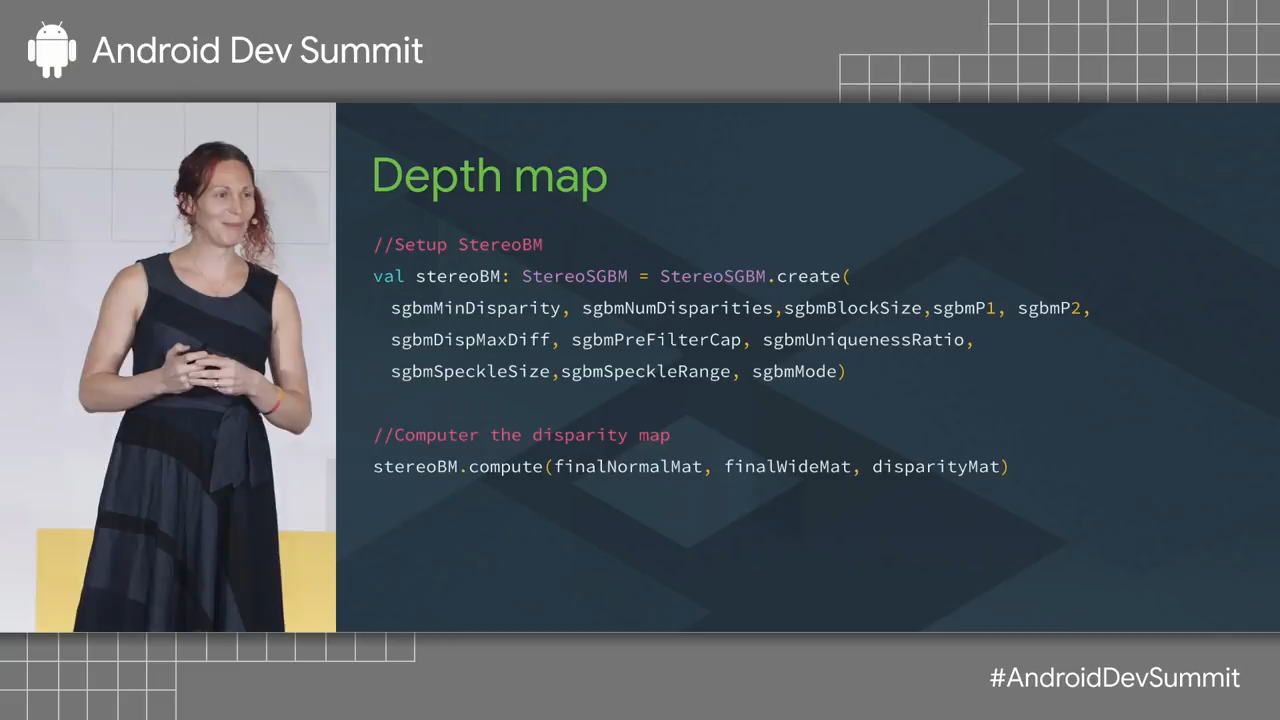 Android Dev Summit
Depth map
//Setup StereoBM
val stereoBM: StereoSGBM = StereoSGBM.create(
sgbmMinDisparity, sgbmNumDisparities,sgbmBlockSize,sgbmP1, sgbmP2,
sgbmDispMaxDiff, sgbmPreFilterCap, sgbmUniquenessRatio,
sgbmSpeckleSize,sgbmSpeckleRange, sgbmMode)
//Computer the disparity map
stereoBM.compute(finalNormalMat, finalWideMat, disparityMat)
#AndroidDevSummit